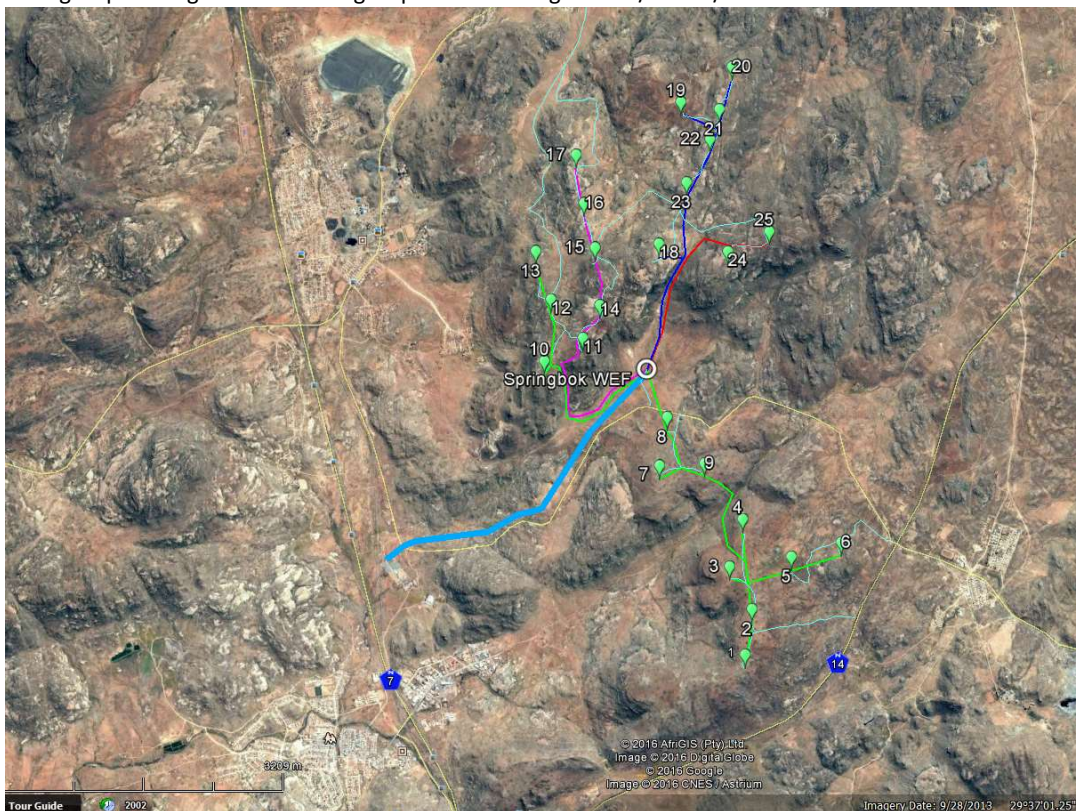 20
19
21
22
17
23
16
25
15
18
24
13
12
14
11
10
Springbok WEF
8
9
7
4
6
5
3
2
1
N
7
N
14
3209 m
© 2016 AfriGIS (Pty) Ltd.
Image © 2016 DigitalGlobe
© 2016 Google
Image © 2016 CNES / Astrium
Tour Guide
2002
Imagery Date: 9/28/2013 29°37'01.25"